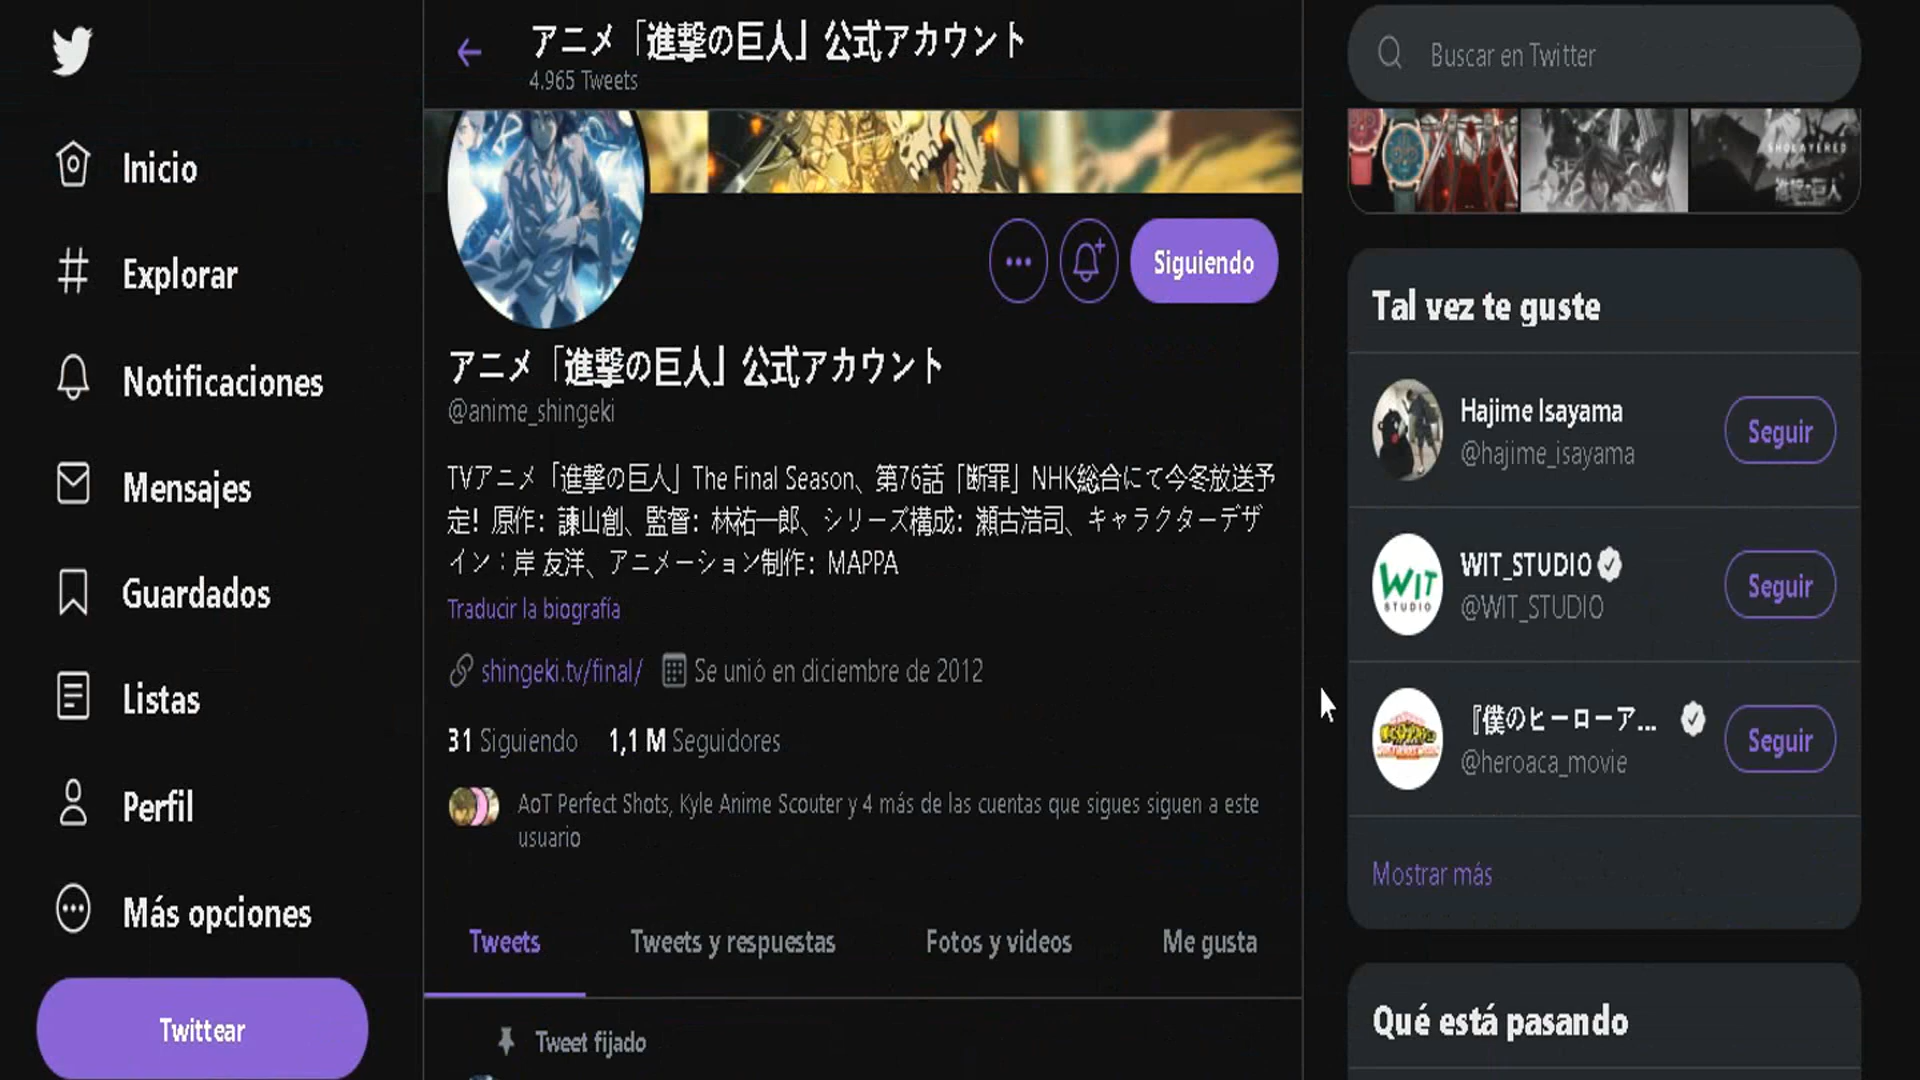 アニメ「進撃の巨人」公式アカウント
4.965 Tweets
Inicio
Explorar
Notificaciones
Mensajes
Guardados
Listas
Perfil
Más opciones
Twittear
Siguiendo
アニメ「進撃の巨人」公式アカウント
@anime_shingeki
TVアニメ「進撃の巨人」The Final Season、第76話「断罪」NHK総合にて今冬放送予
定! 原作: 諫山創、監督: 林祐一郎、シリーズ構成: 瀬古浩司、キャラクターデザ
イン:岸 友洋、アニメーション制作: MAPPA
Traducir la biografía
shingeki.tv/final/ Se unió en diciembre de 2012
31 Siguiendo 1,1 M Seguidores
AoT Perfect Shots, Kyle Anime Scouter y 4 más de las cuentas que sigues siguen a este
usuario
Tweets Tweets y respuestas Fotos y videos Me gusta
Tweet fijado
Buscar en Twitter
進撃の巨人
Tal vez te guste
Hajime Isayama
@hajime_isayama
Seguir
WIT STUDIO
WIT_STUDIO
@WIT_STUDIO
Seguir
『僕のヒーローア...
@heroaca_movie
Seguir
Mostrar más
Qué está pasando